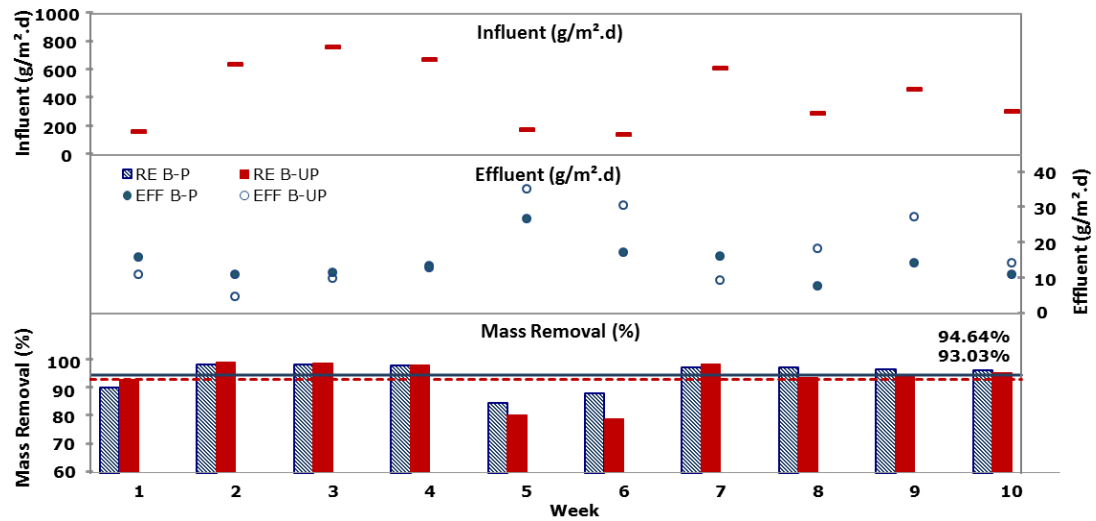 Influent (g/m².d)
Influent (g/m².d)
1000
800
600
400
200
0
Effluent (g/m².d)
RE B-P RE B-UP
EFF B-P EFF B-UP
40
30
20
10
0
Effluent (g/m².d)
Mass Removal (%)
94.64%
93.03%
Mass Removal (%)
100
90
80
70
60
1 2 3 4 5 6 7 8 9 10
Week